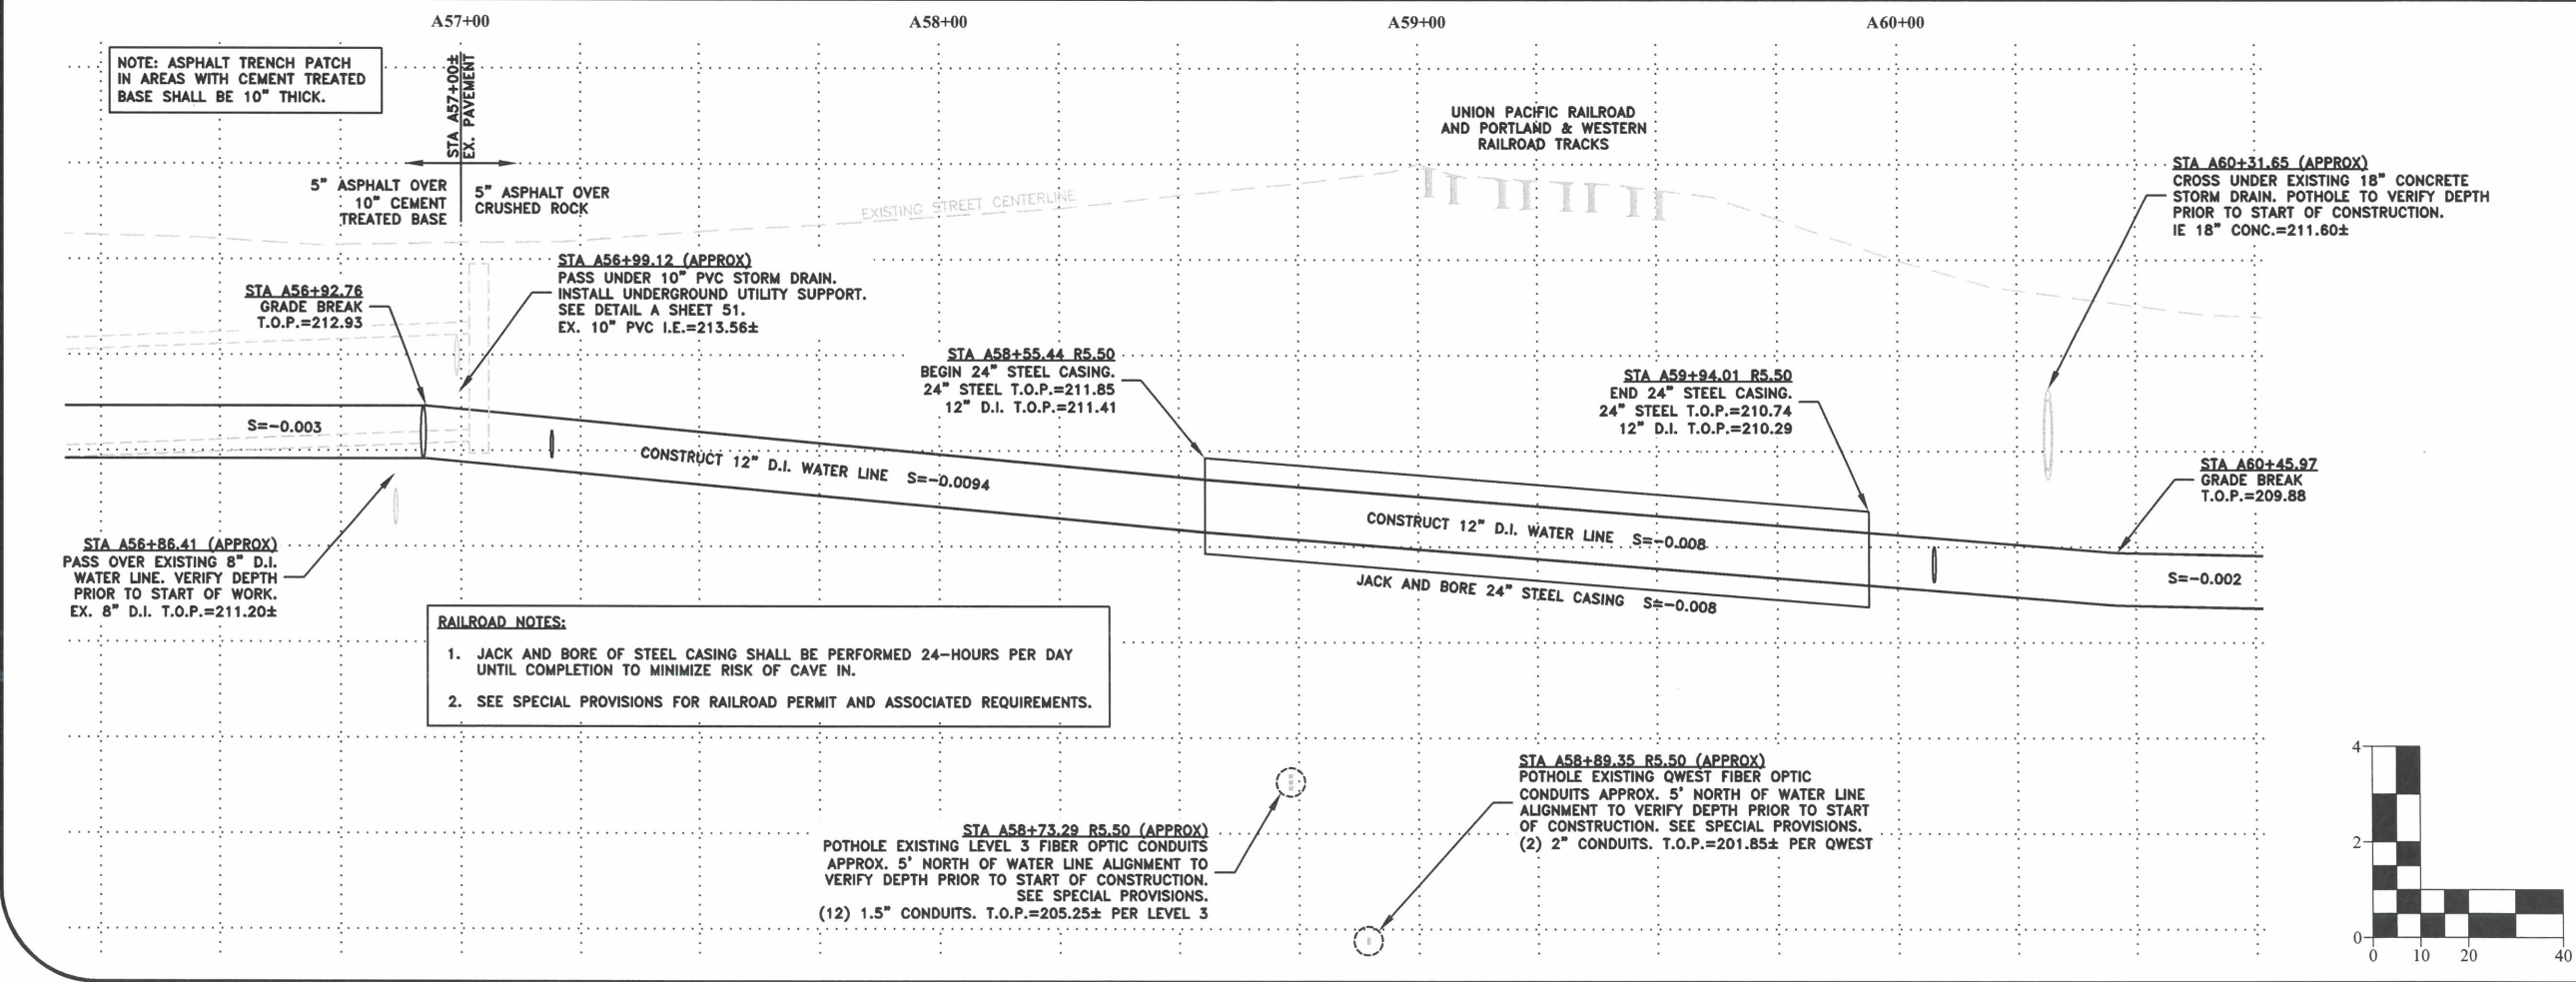 A57+00
A58+00
A59+00
A60+00
NOTE: ASPHALT TRENCH PATCH
IN AREAS WITH CEMENT TREATED
BASE SHALL BE 10" THICK.
STA A57+00±
EX. PAVEMENT
5" ASPHALT OVER
10" CEMENT
TREATED BASE
5" ASPHALT OVER
CRUSHED ROCK
EXISTING STREET CENTERLINE
UNION PACIFIC RAILROAD
AND PORTLAND & WESTERN
RAILROAD TRACKS
STA A60+31.65 (APPROX)
CROSS UNDER EXISTING 18" CONCRETE
STORM DRAIN. POTHOLE TO VERIFY DEPTH
PRIOR TO START OF CONSTRUCTION.
IE 18" CONC.=211.60±
STA A56+92.76
GRADE BREAK
T.O.P.=212.93
STA A56+99.12 (APPROX)
PASS UNDER 10" PVC STORM DRAIN.
INSTALL UNDERGROUND UTILITY SUPPORT.
SEE DETAIL A SHEET 51.
EX. 10" PVC I.E.=213.56±
STA A58+55.44 R5.50
BEGIN 24" STEEL CASING.
24" STEEL T.O.P.=211.85
12" D.I. T.O.P.=211.41
STA A59+94.01 R5.50
END 24" STEEL CASING.
24" STEEL T.O.P.=210.74
12" D.I. T.O.P.=210.29
STA A60+45.97
GRADE BREAK
T.O.P.=209.88
S=-0.003
CONSTRUCT 12" D.I. WATER LINE S=-0.0094
CONSTRUCT 12" D.I. WATER LINE S=-0.008
JACK AND BORE 24" STEEL CASING S=-0.008
S=-0.002
STA A56+86.41 (APPROX)
PASS OVER EXISTING 8" D.I.
WATER LINE. VERIFY DEPTH
PRIOR TO START OF WORK.
EX. 8" D.I. T.O.P.=211.20±
RAILROAD NOTES:
1. JACK AND BORE OF STEEL CASING SHALL BE PERFORMED 24-HOURS PER DAY
UNTIL COMPLETION TO MINIMIZE RISK OF CAVE IN.
2. SEE SPECIAL PROVISIONS FOR RAILROAD PERMIT AND ASSOCIATED REQUIREMENTS.
STA A58+73.29 R5.50 (APPROX)
POTHOLE EXISTING LEVEL 3 FIBER OPTIC CONDUITS
APPROX. 5' NORTH OF WATER LINE ALIGNMENT TO
VERIFY DEPTH PRIOR TO START OF CONSTRUCTION.
SEE SPECIAL PROVISIONS.
(12) 1.5" CONDUITS. T.O.P.=205.25± PER LEVEL 3
STA A58+89.35 R5.50 (APPROX)
POTHOLE EXISTING QWEST FIBER OPTIC
CONDUITS APPROX. 5' NORTH OF WATER LINE
ALIGNMENT TO VERIFY DEPTH PRIOR TO START
OF CONSTRUCTION. SEE SPECIAL PROVISIONS.
(2) 2" CONDUITS. T.O.P.=201.85± PER QWEST
4
2
0
0 10 20 40